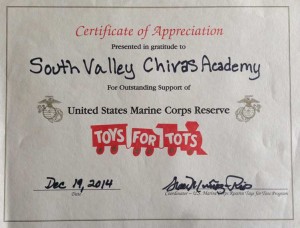 Certificate of Appreciation
Presented in gratitude to
South Valley Chivas Academy
For Outstanding Support of
United States Marine Corps Reserve
TOYS FOR TOTS
Dec 19, 2014
Date